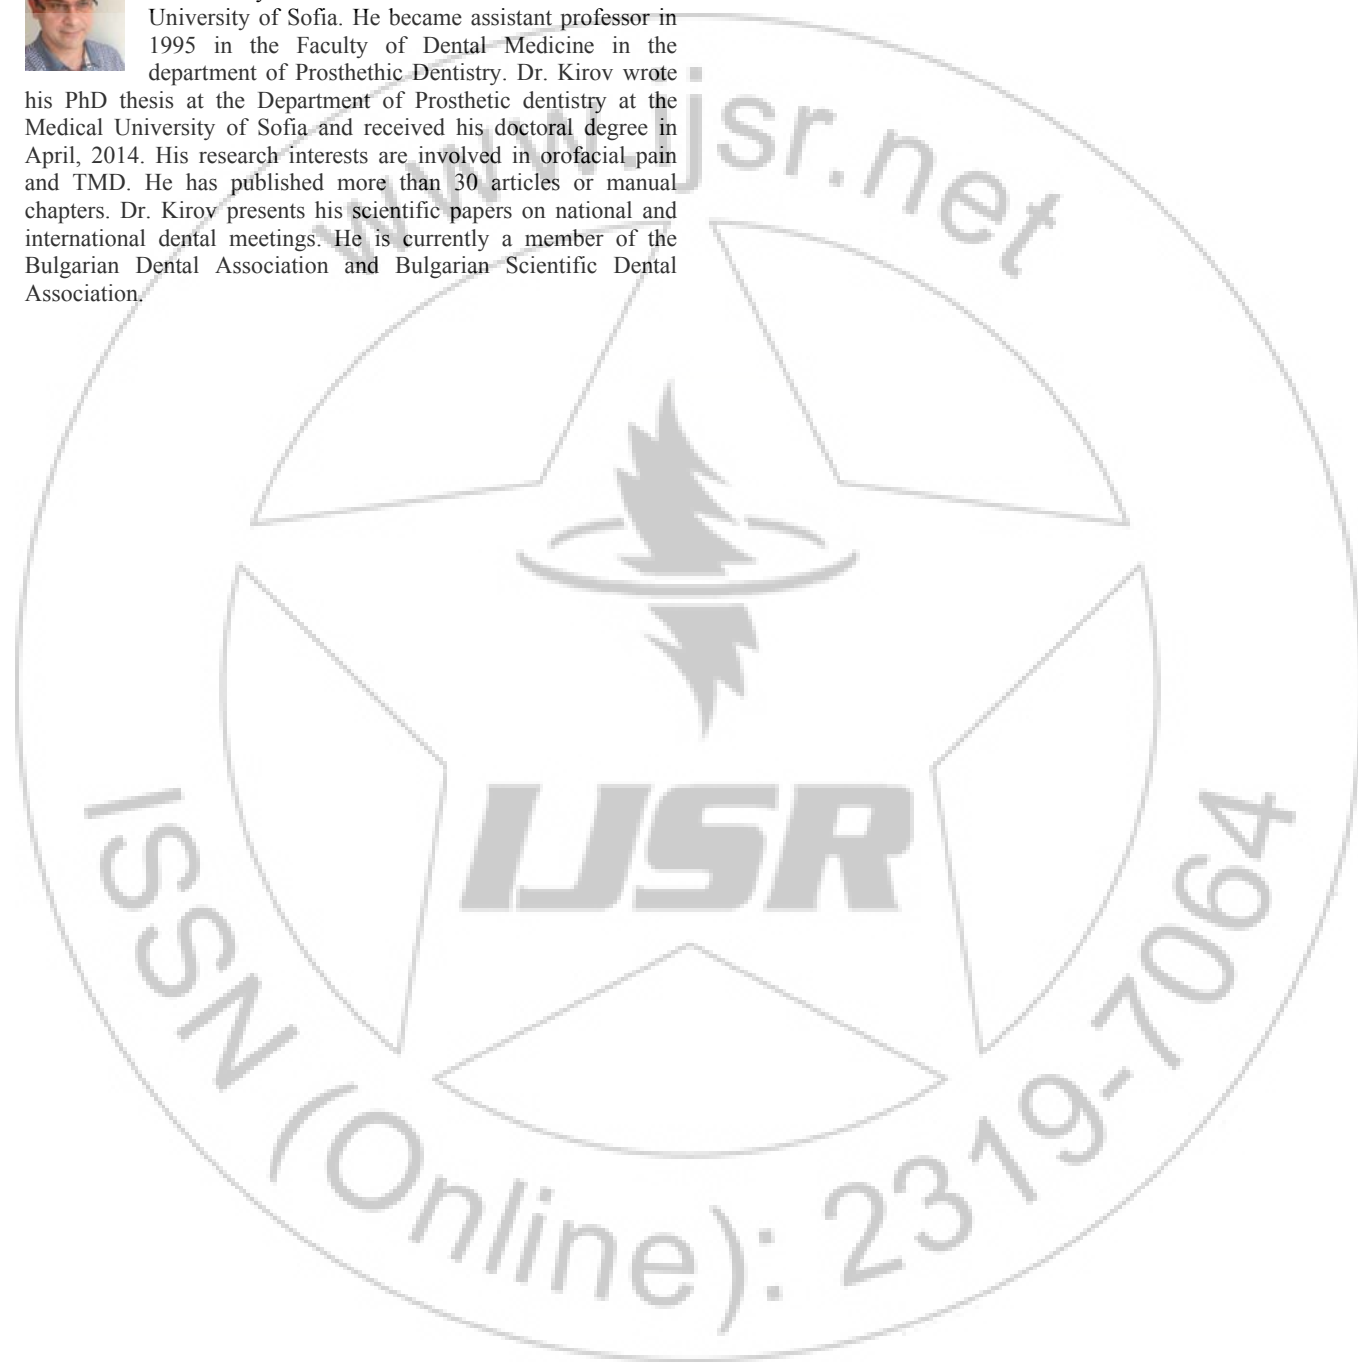 University of Sofia. He became assistant professor in
1995 in the Faculty of Dental Medicine in the
department of Prosthethic Dentistry. Dr. Kirov wrote
his PhD thesis at the Department of Prosthetic dentistry at the
Medical University of Sofia and received his doctoral degree in
April, 2014. His research interests are involved in orofacial pain
and TMD. He has published more than 30 articles or manual
chapters. Dr. Kirov presents his scientific papers on national and
international dental meetings. He is currently a member of the
Bulgarian Dental Association and Bulgarian Scientific Dental
Association.
www.ijsr.net
IJSR
ISSN (Online): 2319-7064